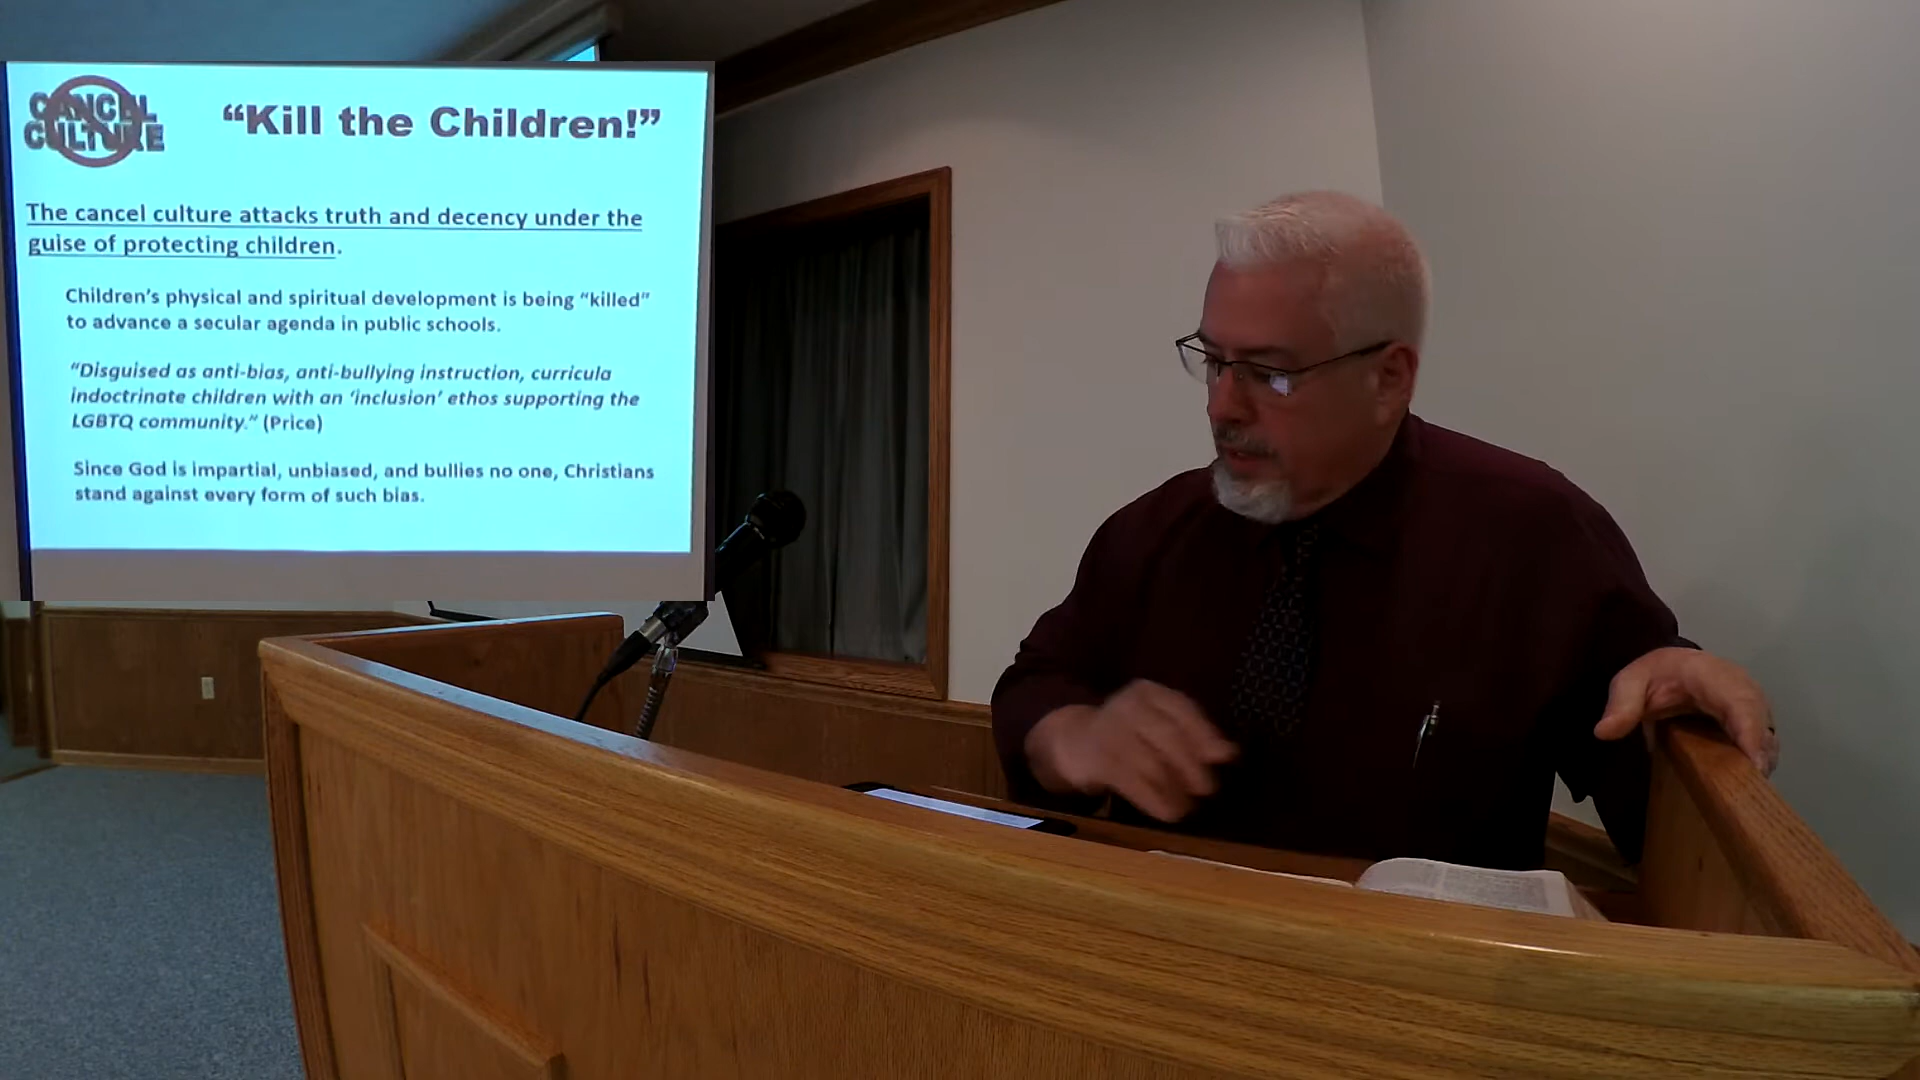 CANCEL
CULTURE
“Kill the Children!”
The cancel culture attacks truth and decency under the
guise of protecting children.
Children’s physical and spiritual development is being “killed”
to advance a secular agenda in public schools.
“Disguised as anti-bias, anti-bullying instruction, curricula
indoctrinate children with an ‘inclusion’ ethos supporting the
LGBTQ community.” (Price)
Since God is impartial, unbiased, and bullies no one, Christians
stand against every form of such bias.